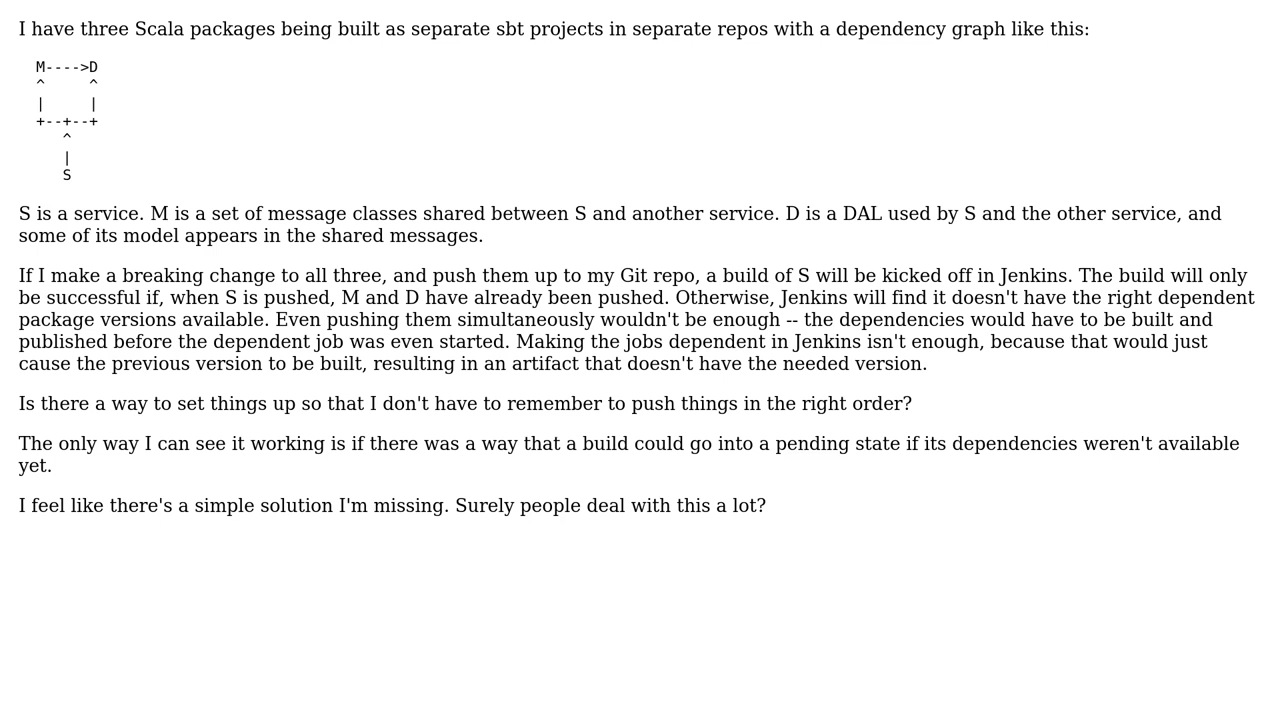 I have three Scala packages being built as separate sbt projects in separate repos with a dependency graph like this:
M---->D
^     ^
|     |
+--+--+
   ^
   |
   S
S is a service. M is a set of message classes shared between S and another service. D is a DAL used by S and the other service, and
some of its model appears in the shared messages.
If I make a breaking change to all three, and push them up to my Git repo, a build of S will be kicked off in Jenkins. The build will only
be successful if, when S is pushed, M and D have already been pushed. Otherwise, Jenkins will find it doesn't have the right dependent
package versions available. Even pushing them simultaneously wouldn't be enough -- the dependencies would have to be built and
published before the dependent job was even started. Making the jobs dependent in Jenkins isn't enough, because that would just
cause the previous version to be built, resulting in an artifact that doesn't have the needed version.
Is there a way to set things up so that I don't have to remember to push things in the right order?
The only way I can see it working is if there was a way that a build could go into a pending state if its dependencies weren't available
yet.
I feel like there's a simple solution I'm missing. Surely people deal with this a lot?